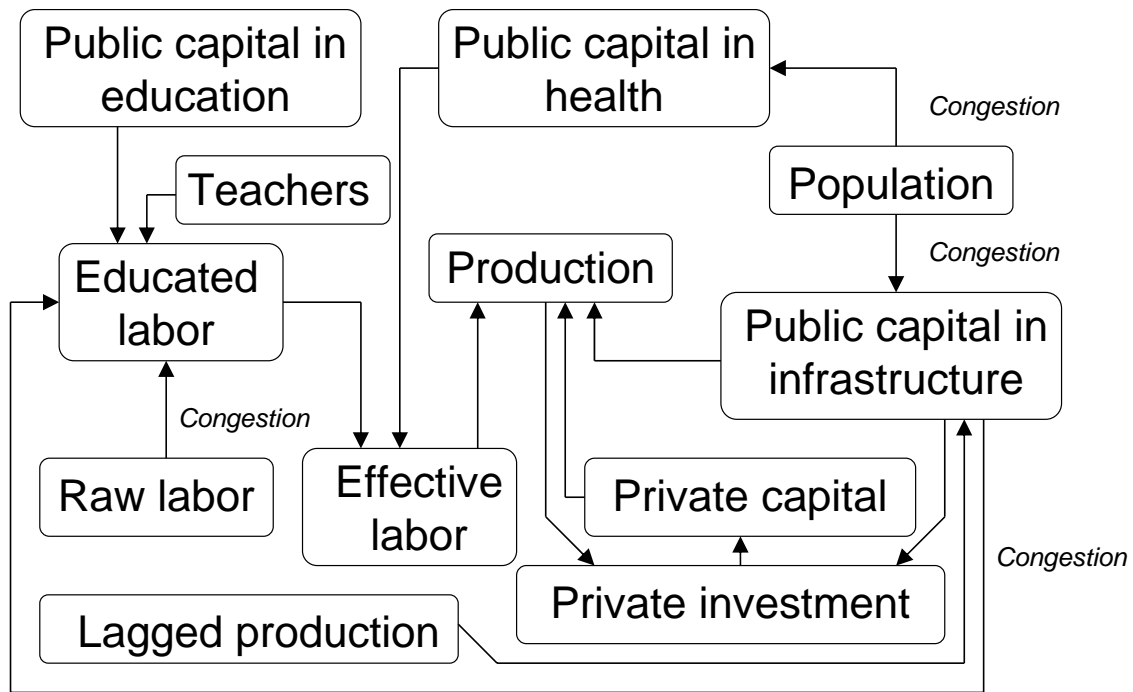 Public capital in
education
Public capital in
health
Congestion
Teachers
Population
Educated
labor
Production
Congestion
Public capital in
infrastructure
Congestion
Raw labor
Effective
labor
Private capital
Congestion
Private investment
Lagged production